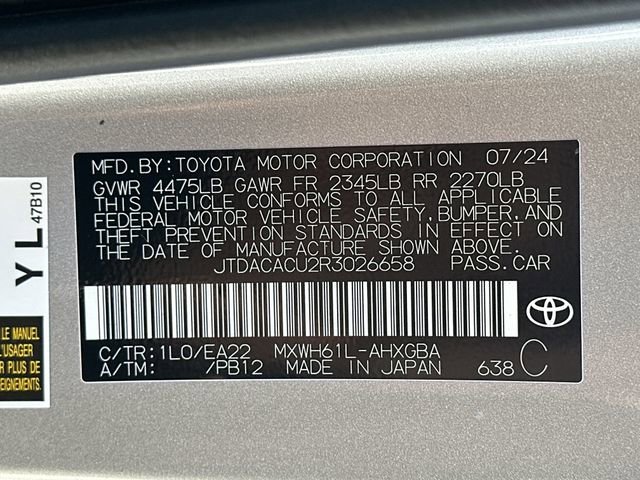 MFD.BY:TOYOTA MOTOR CORPORATION 07/24
GVWR 4475LB GAWR FR 2345LB RR 2270LB
THIS VEHICLE CONFORMS TO ALL APPLICABLE
FEDERAL MOTOR VEHICLE SAFETY,BUMPER,AND
THEFT PREVENTION STANDARDS IN EFFECT ON
THE DATE OF MANUFACTURE SHOWN ABOVE.
JTDACACU2R3026658 PASS.CAR
C/TR:1L0/EA22 MXWH61L-AHXGBA
A/TM: /PB12 MADE IN JAPAN 638 C
YL
47B10
LE MANUEL
L'USAGER
PLUS DE